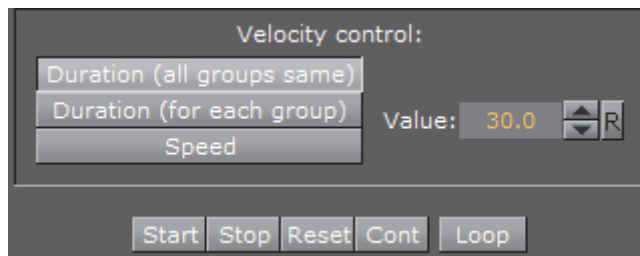 Velocity control:
Duration (all groups same)
Duration (for each group)
Speed
Value: 30.0 R
Start Stop Reset Cont Loop